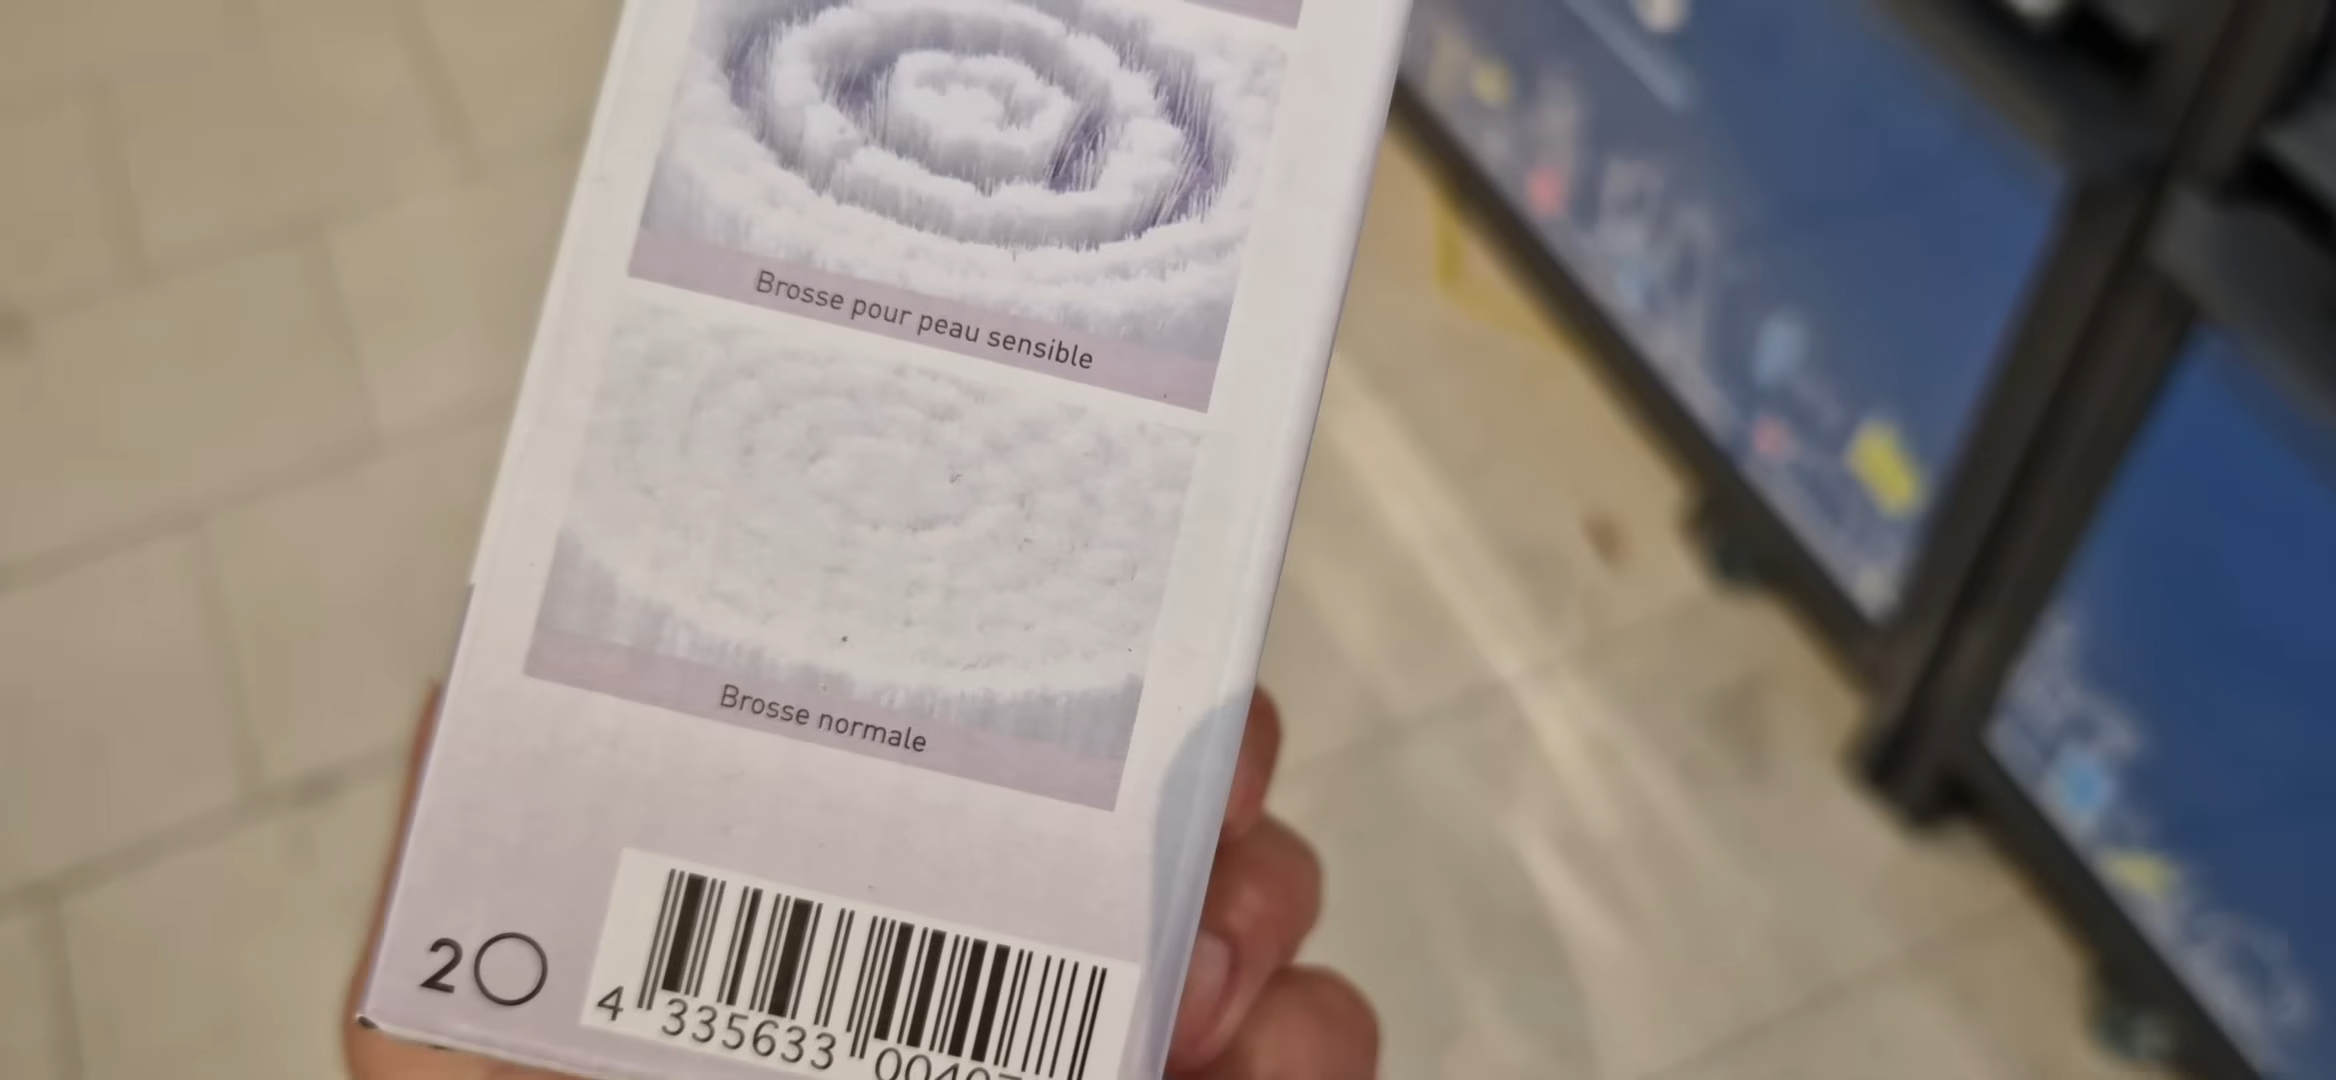 Brosse pour peau sensible
Brosse normale
2
4 335633